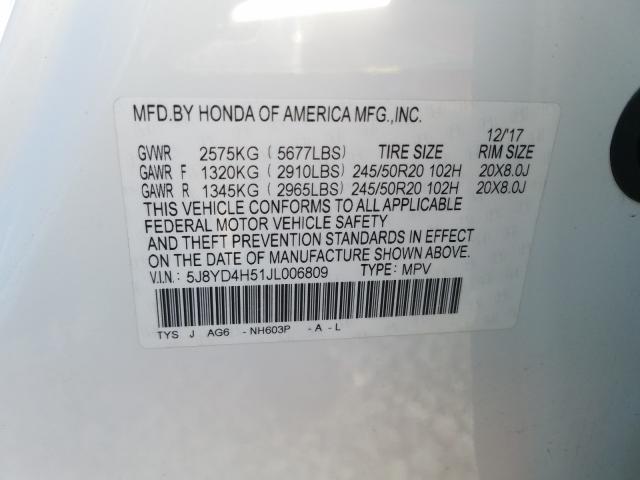 MFD.BY HONDA OF AMERICA MFG.,INC.
12/'17
GVWR 2575KG ( 5677LBS) TIRE SIZE RIM SIZE
GAWR F 1320KG ( 2910LBS) 245/50R20 102H 20X8.0J
GAWR R 1345KG ( 2965LBS) 245/50R20 102H 20X8.0J
THIS VEHICLE CONFORMS TO ALL APPLICABLE
FEDERAL MOTOR VEHICLE SAFETY
AND THEFT PREVENTION STANDARDS IN EFFECT
ON THE DATE OF MANUFACTURE SHOWN ABOVE.
V.I.N.: 5J8YD4H51JL006809 TYPE: MPV
TYS J AG6 - NH603P - A - L